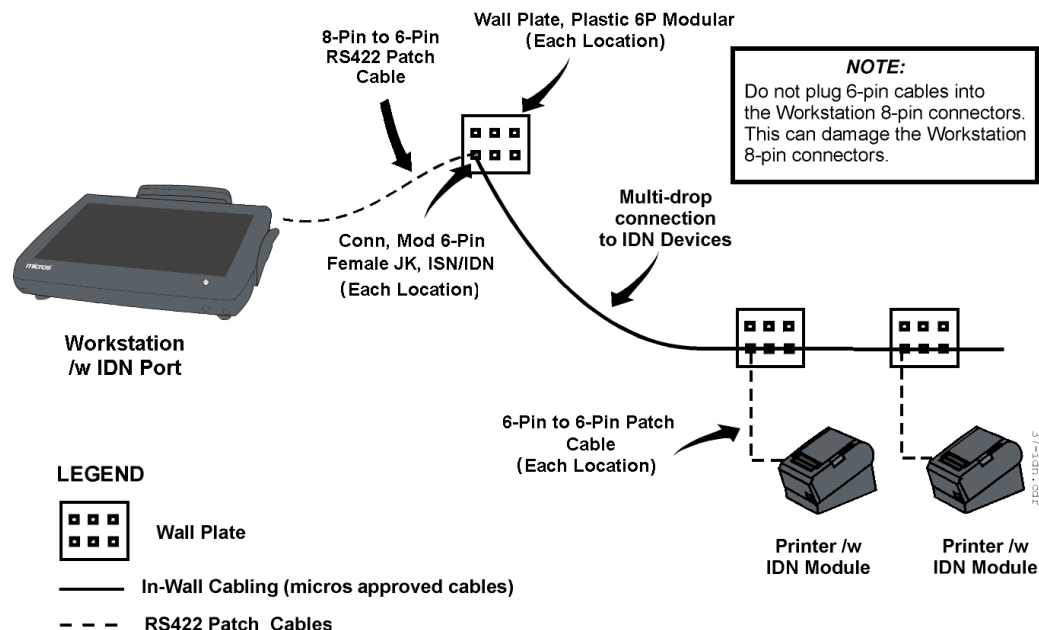 8-Pin to 6-Pin
RS422 Patch
Cable
Wall Plate, Plastic 6P Modular
(Each Location)
NOTE:
Do not plug 6-pin cables into
the Workstation 8-pin connectors.
This can damage the Workstation
8-pin connectors.
Multi-drop
connection
to IDN Devices
Conn, Mod 6-Pin
Female JK, ISN/IDN
(Each Location)
micros
Workstation
/w IDN Port
6-Pin to 6-Pin Patch
Cable
(Each Location)
37-idn.cdr
Printer /w
IDN Module
Printer /w
IDN Module
LEGEND
Wall Plate
In-Wall Cabling (micros approved cables)
RS422 Patch Cables